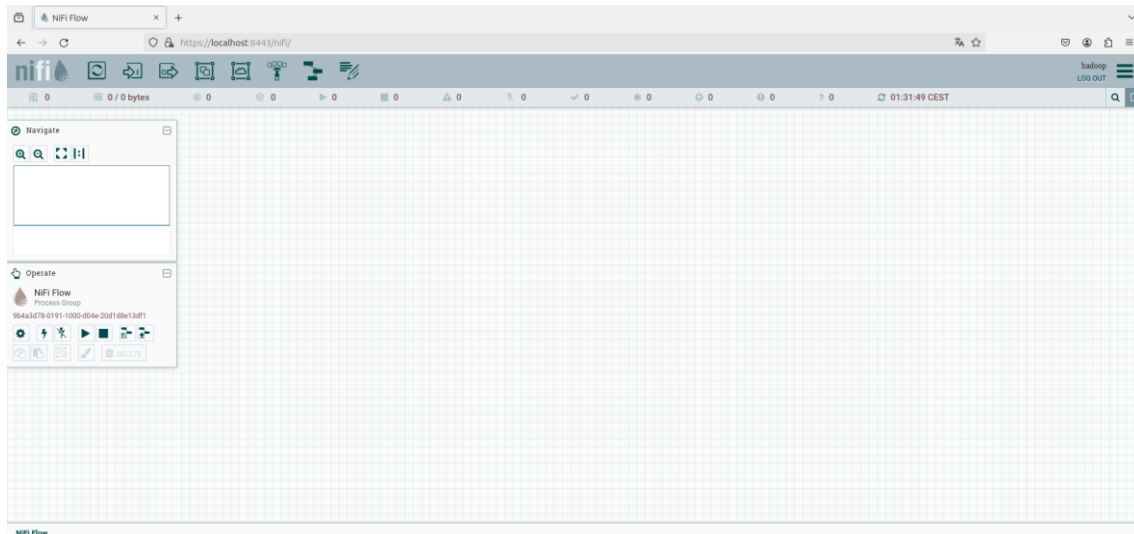 NiFi Flow
https://localhost:8443/nifi/
nifi
hadoop
LOG OUT
0 0 / 0 bytes 0 0 0 0 0 0 0 0 0 0 0 01:31:49 CEST
Navigate
Operate
NiFi Flow
Process Group
9b4a3d78-0191-1000-d04e-20d1d8e13df1
DELETE
NiFi Flow